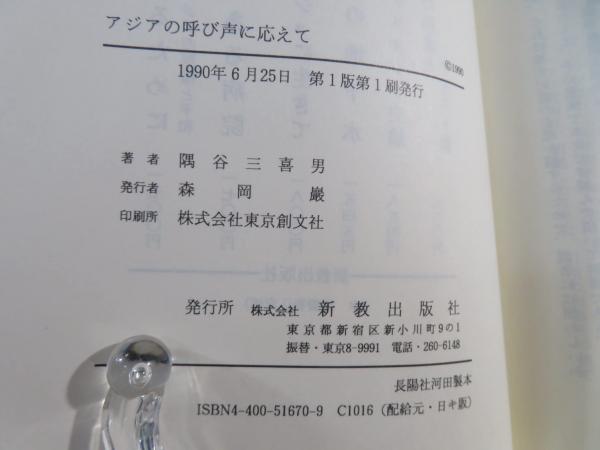 アジアの呼び声に応えて
©1990
1990年6月25日 第1版第1刷発行
著者 隅谷三喜男
発行者 森岡巌
印刷所 株式会社東京創文社
発行所 株式会社 新教出版社
東京都新宿区新小川町9の1
振替・東京8-9991 電話・260-6148
長陽社河田製本
ISBN4-400-51670-9 C1016 (配給元・日キ販)